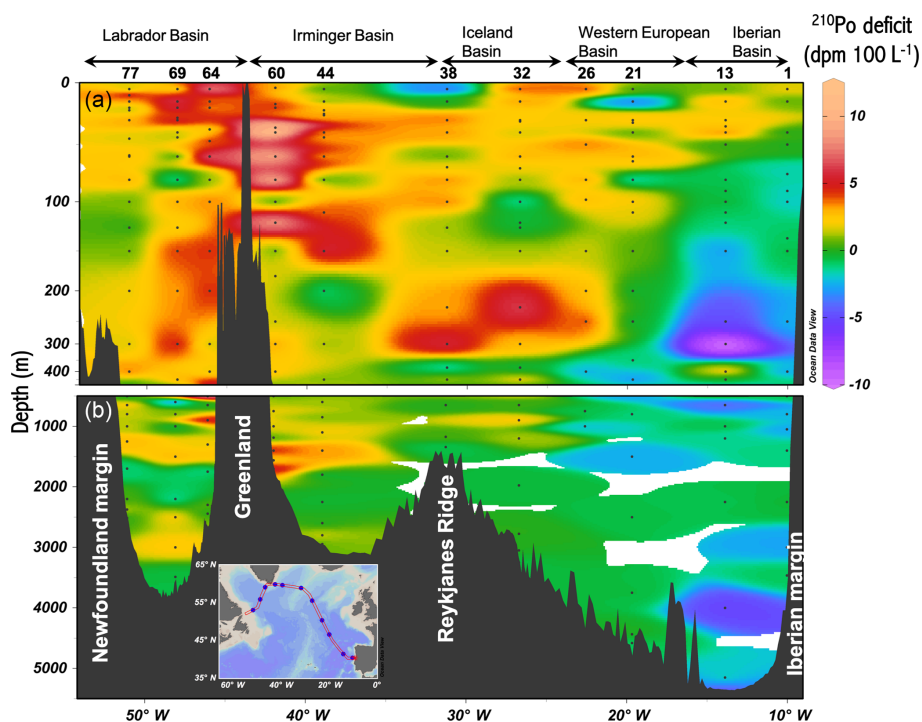 Labrador Basin
Irminger Basin
Iceland
Basin
Western European
Basin
Iberian
Basin
²¹⁰Po deficit
(dpm 100 L⁻¹)
77 69 64 60 44 38 32 26 21 13 1
(a)
0
100
200
300
400
10
5
0
-5
-10
Ocean Data View
Depth (m)
(b)
1000
2000
3000
4000
5000
Newfoundland margin
Greenland
Reykjanes Ridge
Iberian margin
65° N
55° N
45° N
35° N
60° W 40° W 20° W 0°
Ocean Data View
50° W 40° W 30° W 20° W 10° W